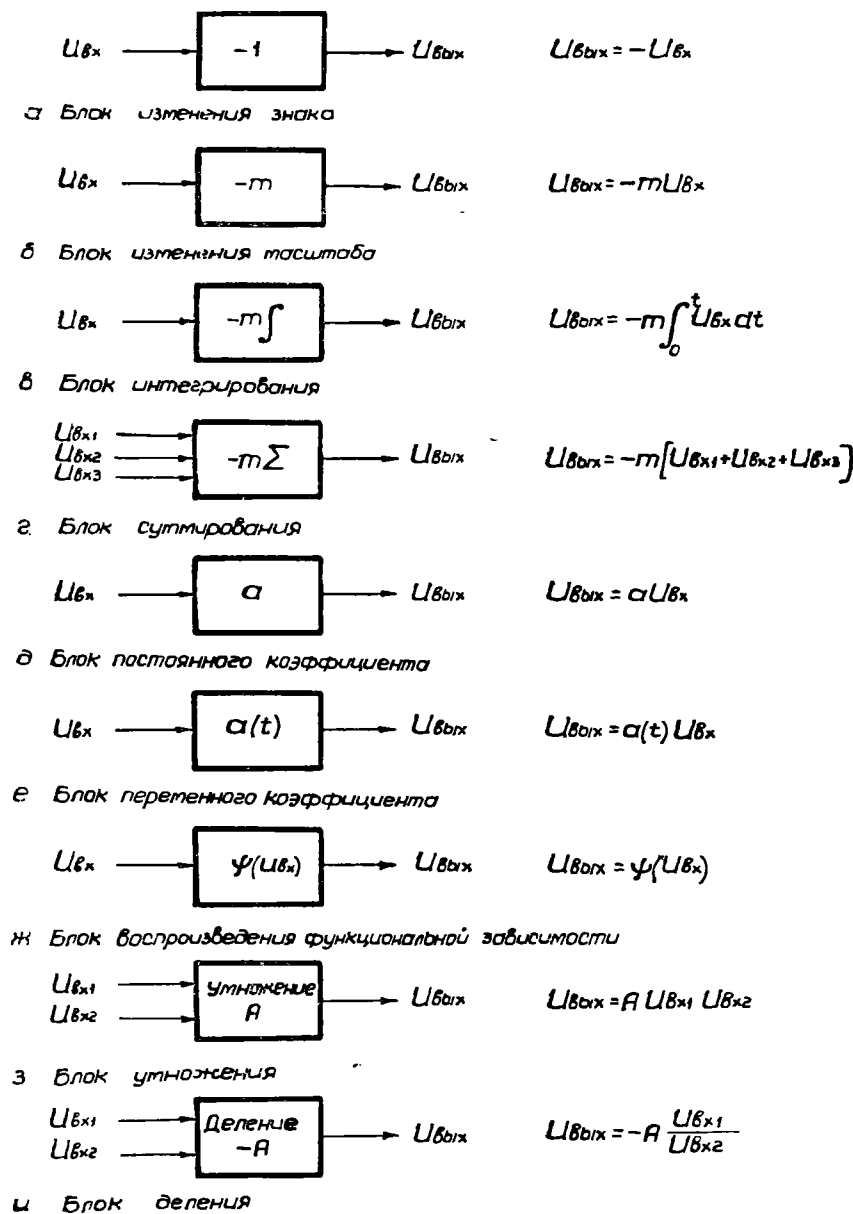 Uвх -1 Uвых Uвых = -Uвх
а Блок изменения знака
Uвх -m Uвых Uвых = -mUвх
б Блок изменения масштаба
Uвх -m∫ Uвых Uвых = -m∫₀ᵗ Uвх dt
в Блок интегрирования
Uвх1
Uвх2 -mΣ Uвых Uвых = -m[Uвх1+Uвх2+Uвх3]
Uвх3
г. Блок суммирования
Uвх a Uвых Uвых = aUвх
д Блок постоянного коэффициента
Uвх a(t) Uвых Uвых = a(t) Uвх
е Блок переменного коэффициента
Uвх ψ(Uвх) Uвых Uвых = ψ(Uвх)
ж Блок воспроизведения функциональной зависимости
Uвх1 Умножение
Uвх2 A Uвых Uвых = A Uвх1 Uвх2
з Блок умножения
Uвх1 Деление
Uвх2 -A Uвых Uвых = -A Uвх1/Uвх2
и Блок деления